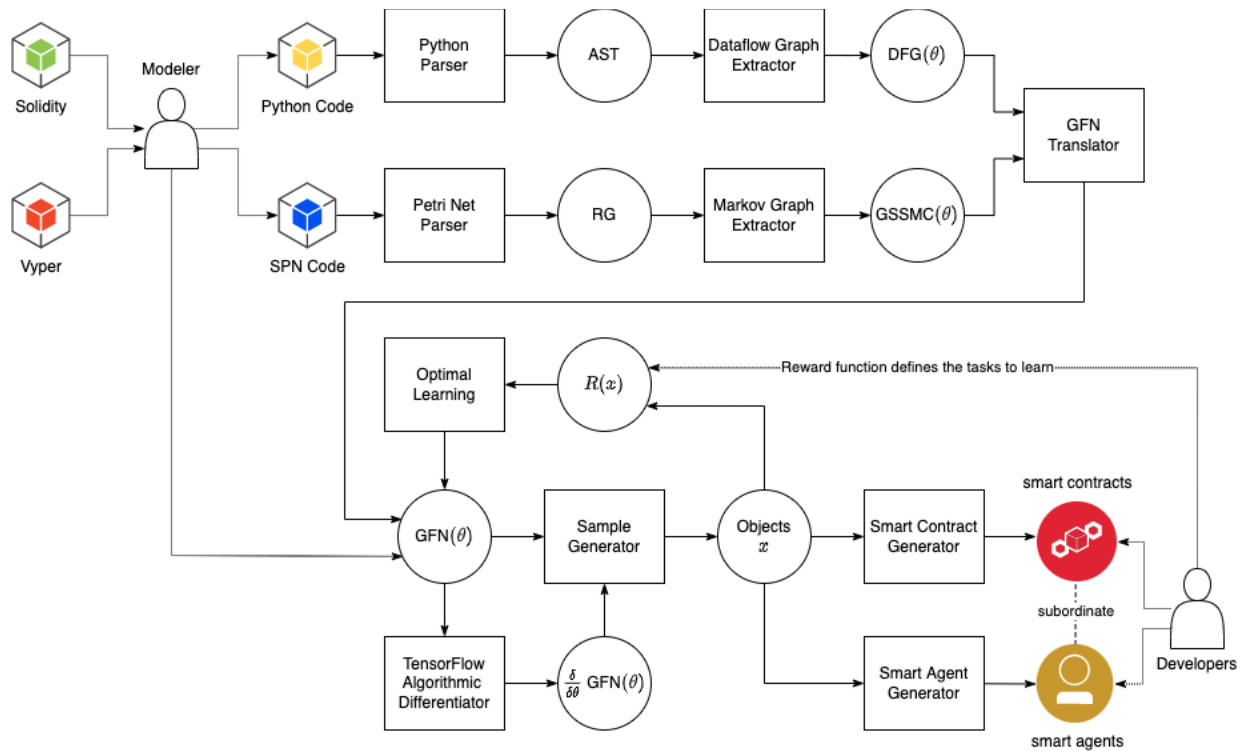 Solidity
Modeler
Python Code
Python
Parser
AST
Dataflow Graph
Extractor
DFG(θ)
GFN
Translator
Vyper
SPN Code
Petri Net
Parser
RG
Markov Graph
Extractor
GSSMC(θ)
Optimal
Learning
R(x)
Reward function defines the tasks to learn
GFN(θ)
Sample
Generator
Objects
x
Smart Contract
Generator
smart contracts
subordinate
Developers
TensorFlow
Algorithmic
Differentiator
δ/δθ GFN(θ)
Smart Agent
Generator
smart agents